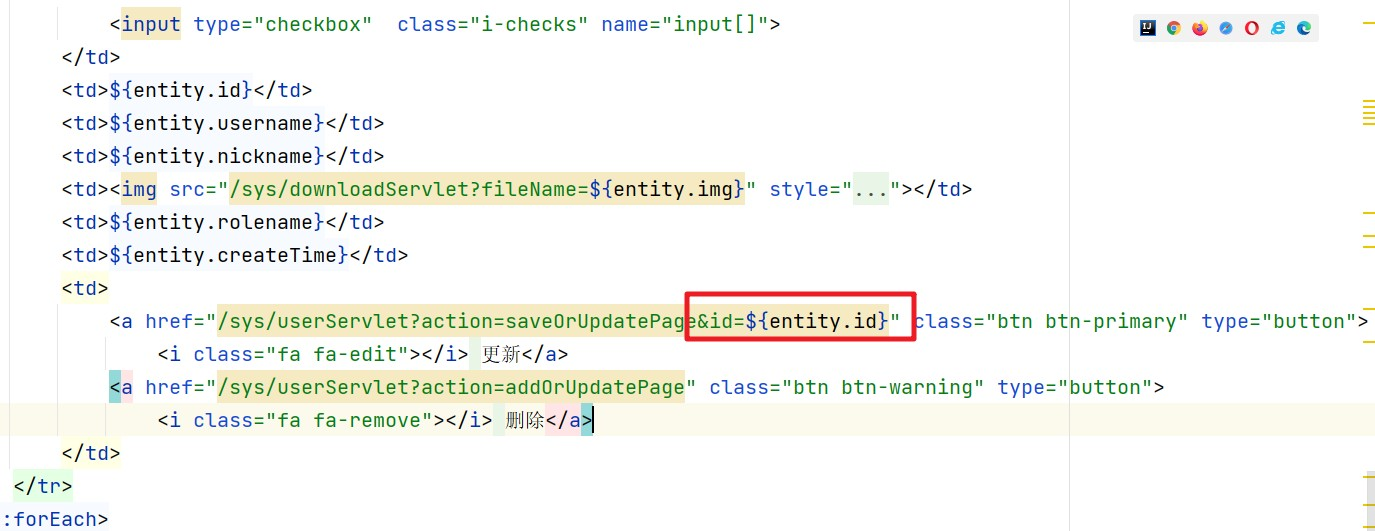 <input type="checkbox"  class="i-checks" name="input[]">
</td>
<td>${entity.id}</td>
<td>${entity.username}</td>
<td>${entity.nickname}</td>
<td><img src="/sys/downloadServlet?fileName=${entity.img}" style="..."></td>
<td>${entity.rolename}</td>
<td>${entity.createTime}</td>
<td>
<a href="/sys/userServlet?action=saveOrUpdatePage&id=${entity.id}" class="btn btn-primary" type="button">
<i class="fa fa-edit"></i> 更新</a>
<a href="/sys/userServlet?action=addOrUpdatePage" class="btn btn-warning" type="button">
<i class="fa fa-remove"></i> 删除</a>
</td>
</tr>
:forEach>